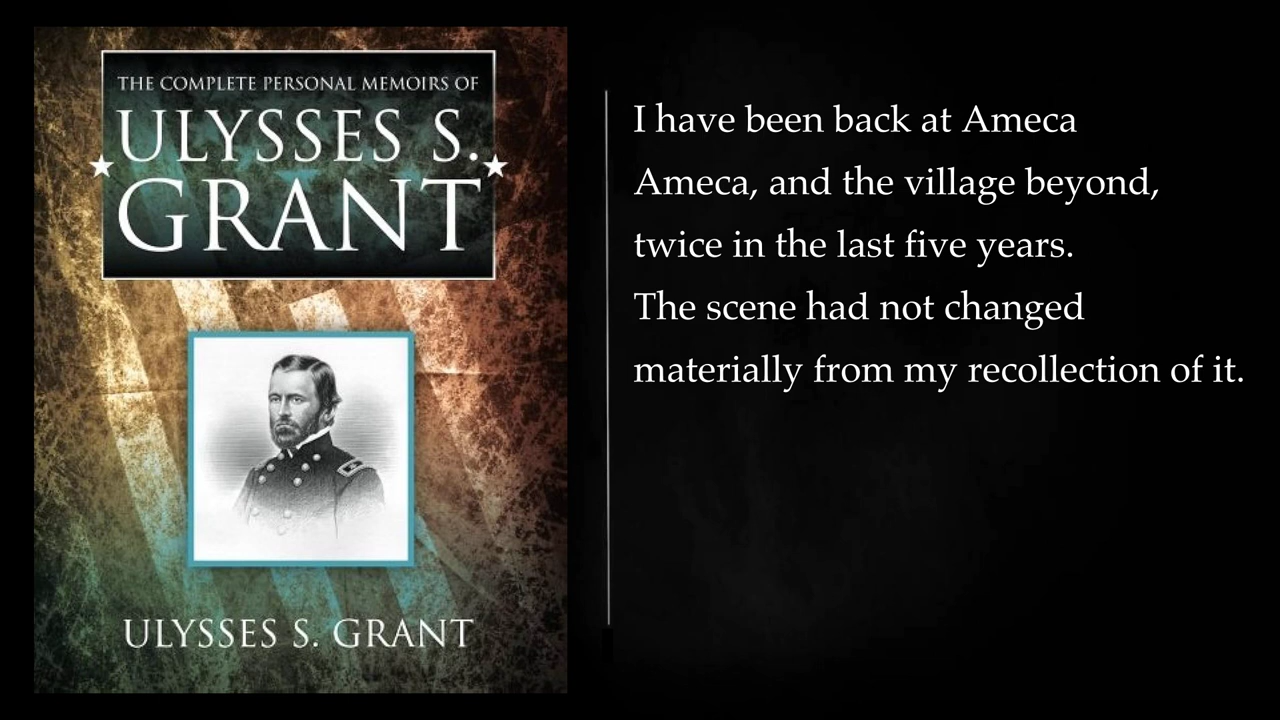 THE COMPLETE PERSONAL MEMOIRS OF
ULYSSES S.
GRANT
ULYSSES S. GRANT
I have been back at Ameca
Ameca, and the village beyond,
twice in the last five years.
The scene had not changed
materially from my recollection of it.